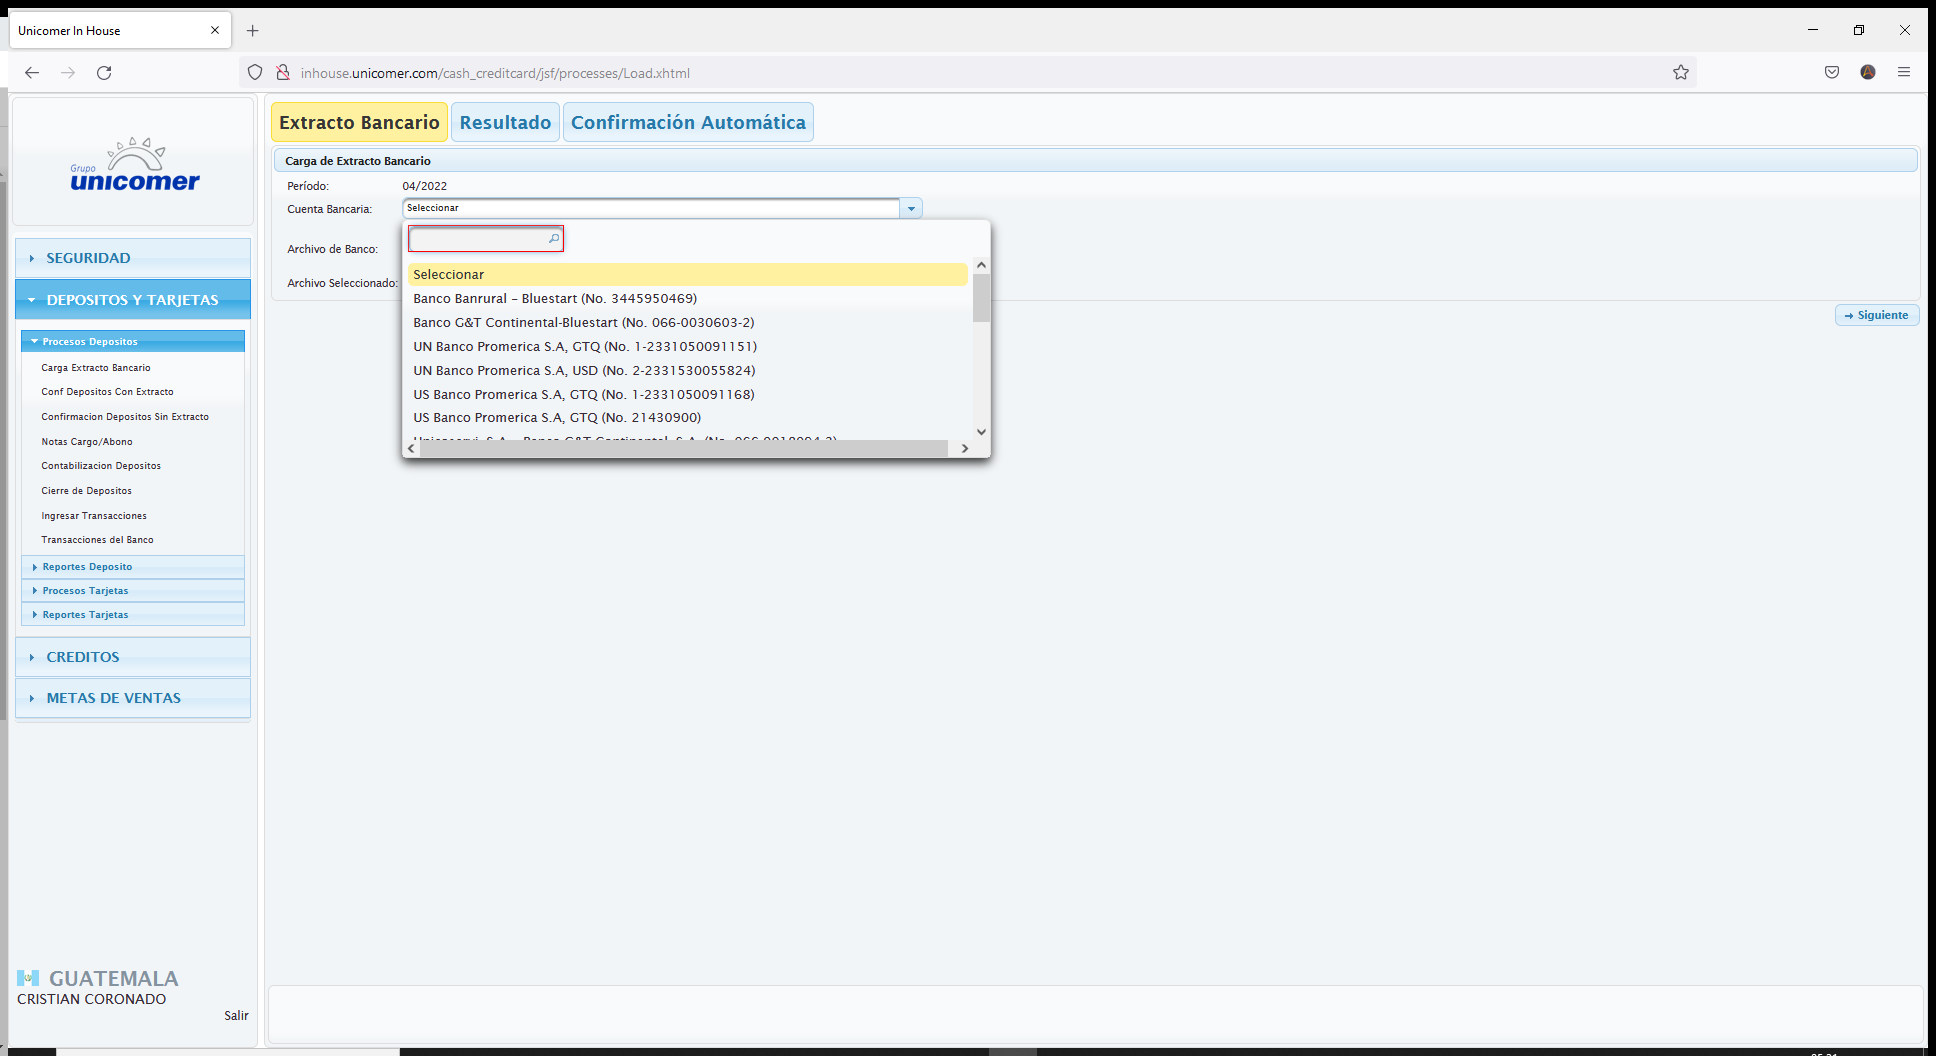 Unicomer In House
inhouse.unicomer.com/cash_creditcard/jsf/processes/Load.xhtml
Grupo
unicomer
SEGURIDAD
DEPOSITOS Y TARJETAS
Procesos Depositos
Carga Extracto Bancario
Conf Depositos Con Extracto
Confirmacion Depositos Sin Extracto
Notas Cargo/Abono
Contabilizacion Depositos
Cierre de Depositos
Ingresar Transacciones
Transacciones del Banco
Reportes Deposito
Procesos Tarjetas
Reportes Tarjetas
CREDITOS
METAS DE VENTAS
GUATEMALA
CRISTIAN CORONADO
Salir
Extracto Bancario Resultado Confirmación Automática
Carga de Extracto Bancario
Período: 04/2022
Cuenta Bancaria: Seleccionar
Archivo de Banco:
Archivo Seleccionado:
Seleccionar
Banco Banrural - Bluestart (No. 3445950469)
Banco G&T Continental-Bluestart (No. 066-0030603-2)
UN Banco Promerica S.A, GTQ (No. 1-2331050091151)
UN Banco Promerica S.A, USD (No. 2-2331530055824)
US Banco Promerica S.A, GTQ (No. 1-2331050091168)
US Banco Promerica S.A, GTQ (No. 21430900)
Siguiente